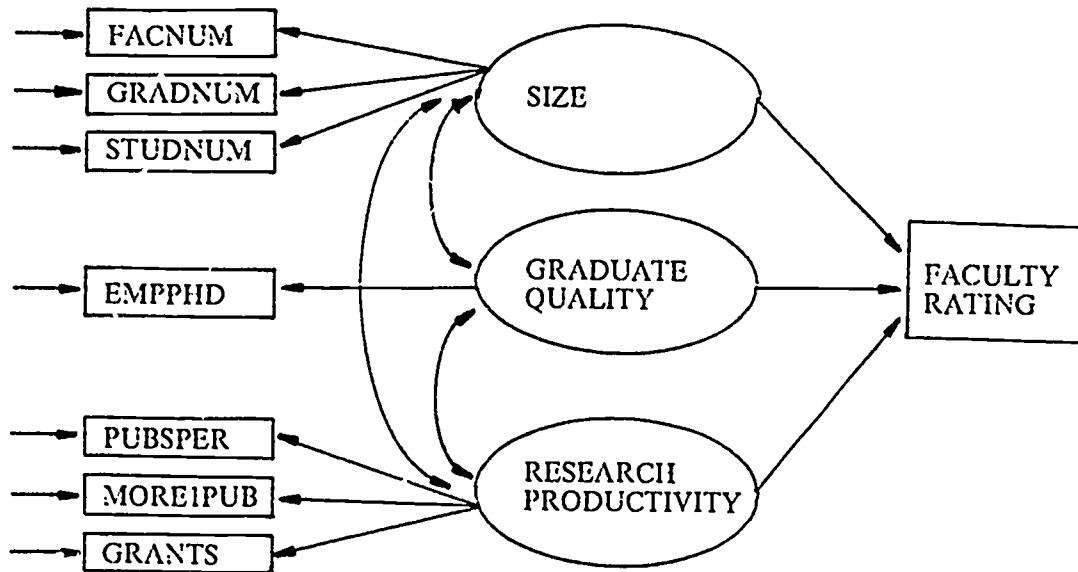 FACNUM
GRADNUM
STUDNUM
SIZE
EMPPHD
GRADUATE
QUALITY
FACULTY
RATING
PUBSPER
MORE1PUB
GRANTS
RESEARCH
PRODUCTIVITY